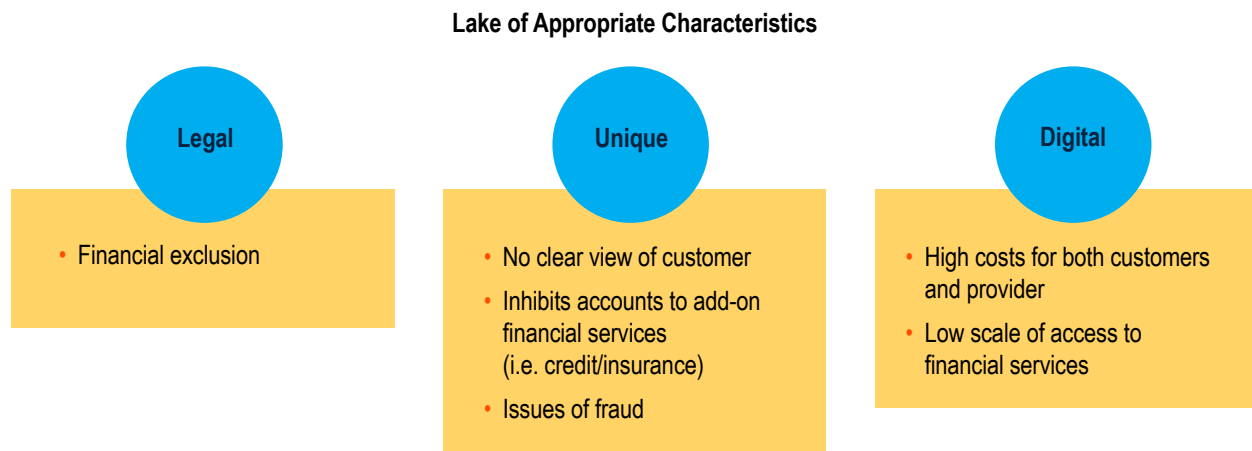 Lake of Appropriate Characteristics
Legal
• Financial exclusion
Unique
• No clear view of customer
• Inhibits accounts to add-on
financial services
(i.e. credit/insurance)
• Issues of fraud
Digital
• High costs for both customers
and provider
• Low scale of access to
financial services